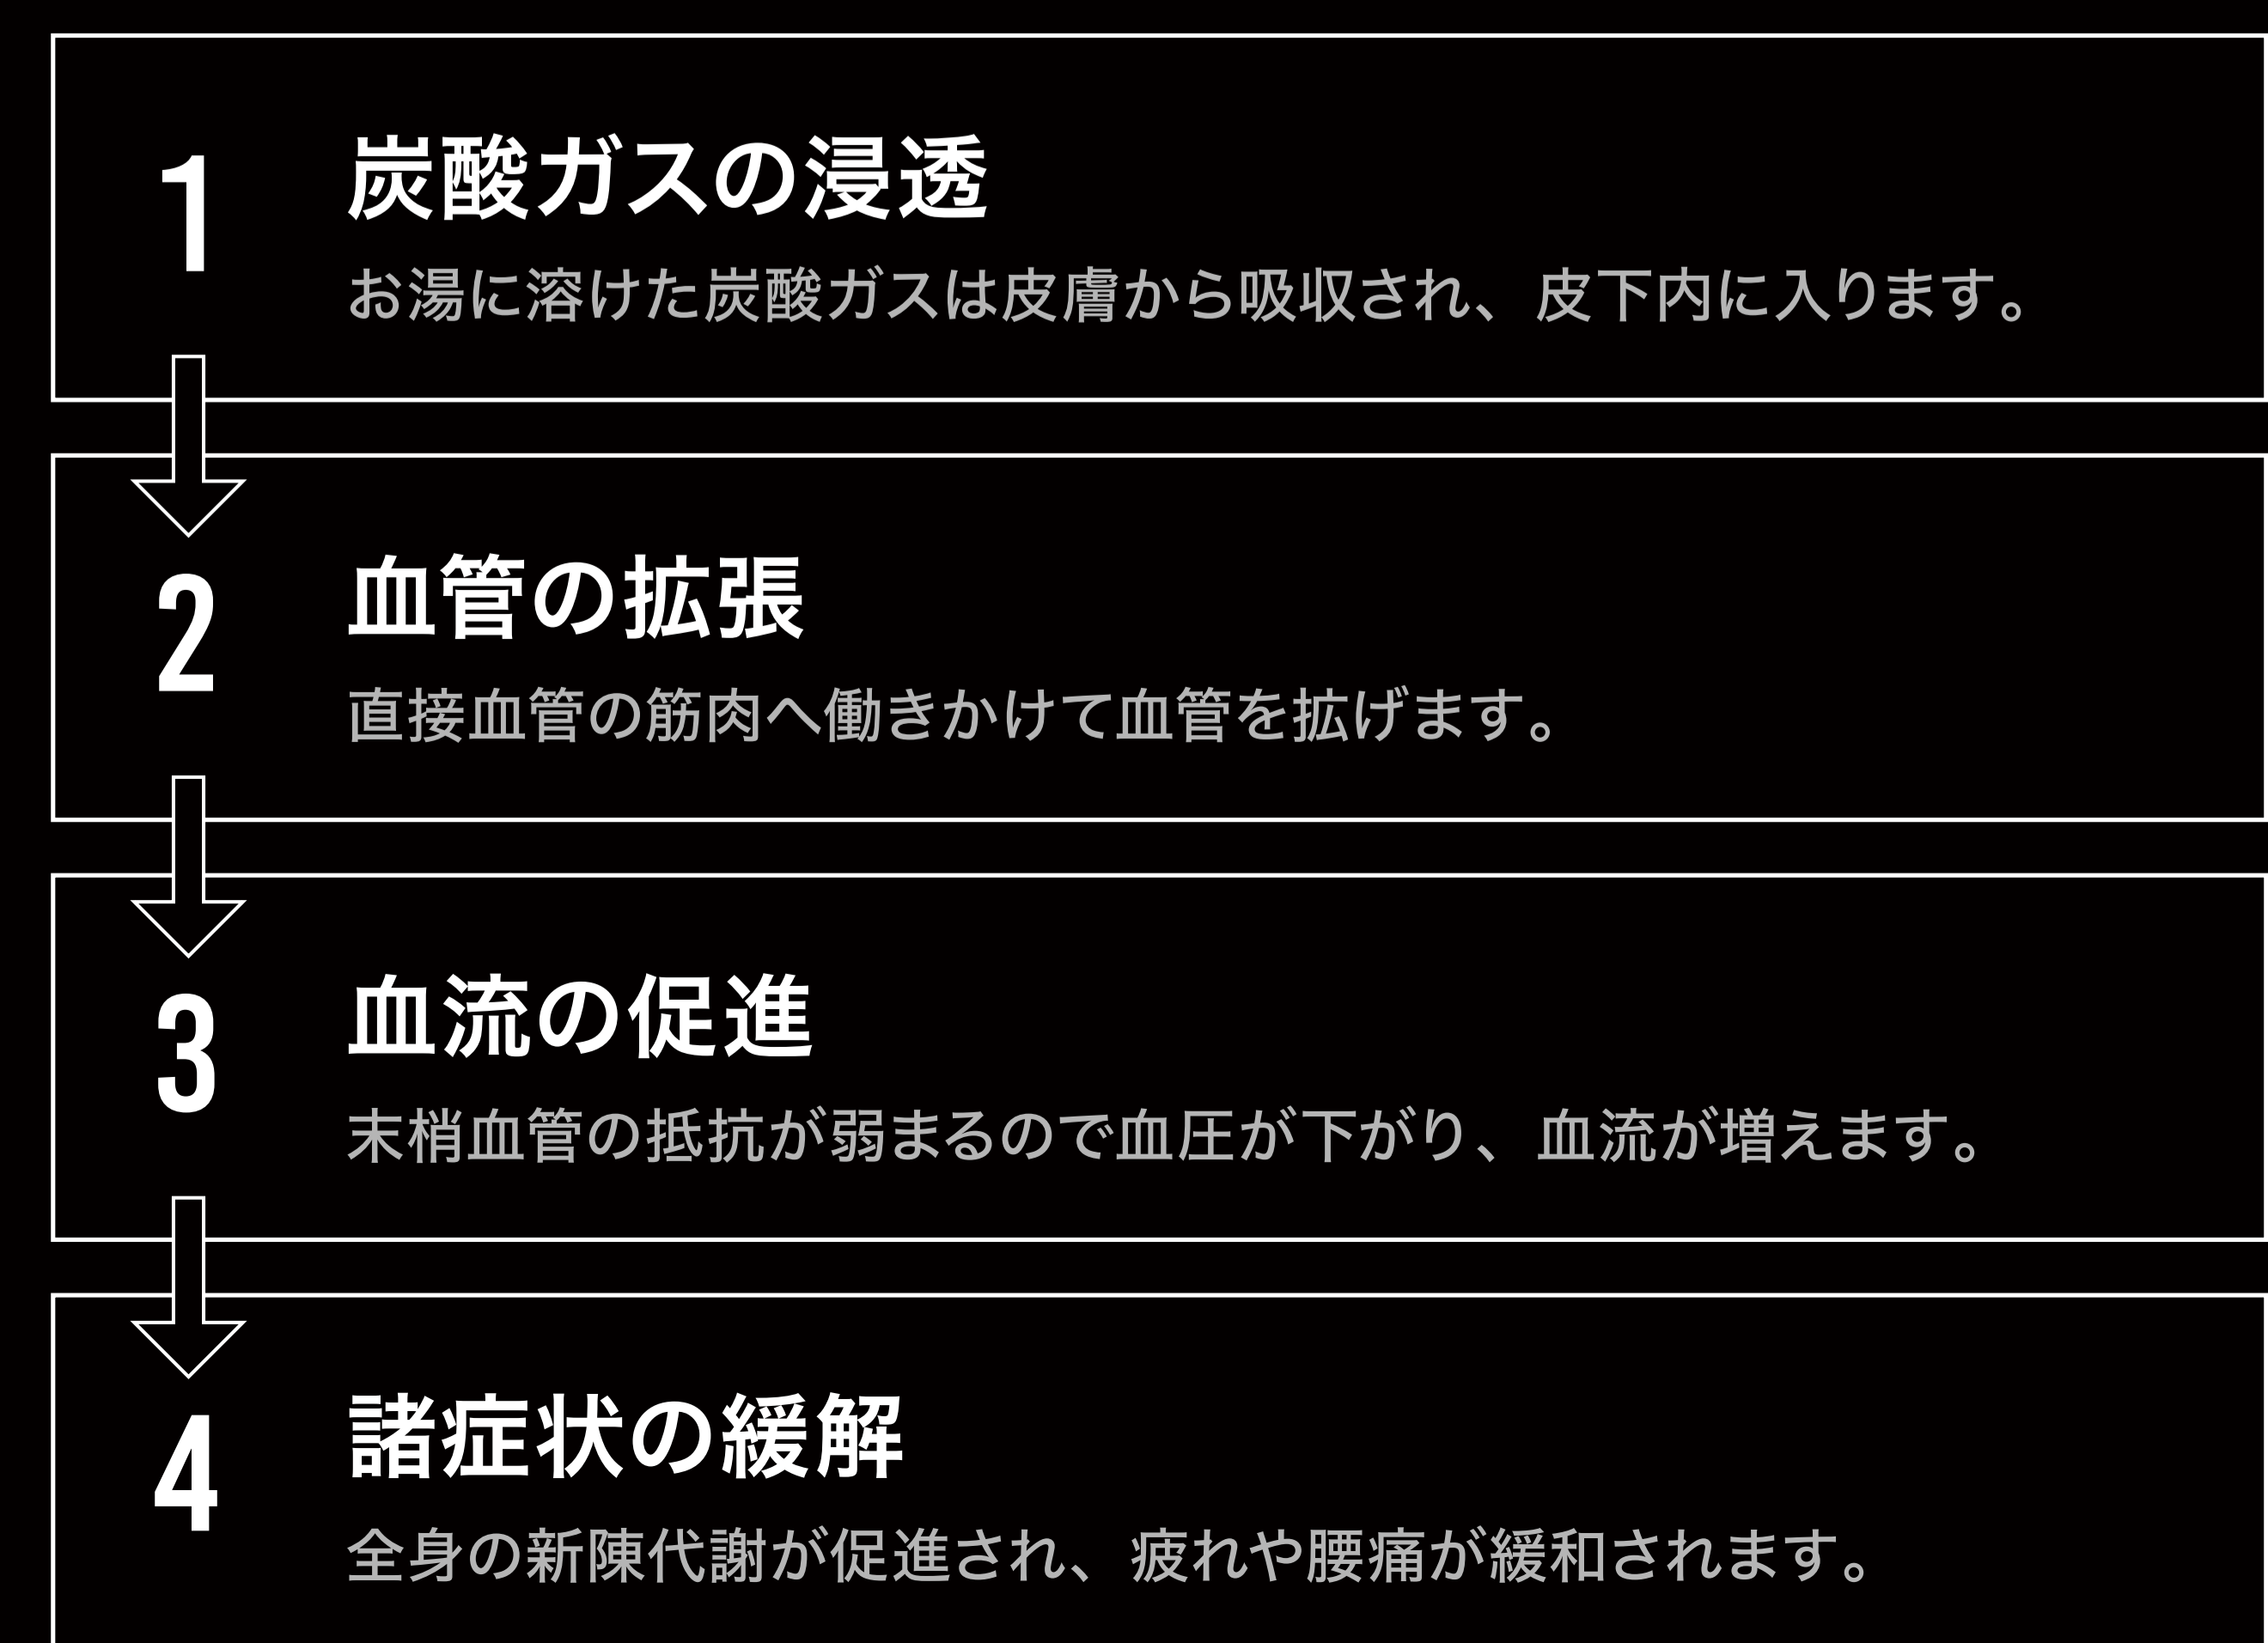 1
炭酸ガスの浸透
お湯に溶けた炭酸ガスは皮膚から吸収され、皮下内に入ります。
2
血管の拡張
直接血管の筋肉へ働きかけて血管を拡げます。
3
血流の促進
末梢血管の抵抗が弱まるので血圧が下がり、血流が増えます。
4
諸症状の緩解
全身の新陳代謝が促進され、疲れや腰痛が緩和されます。